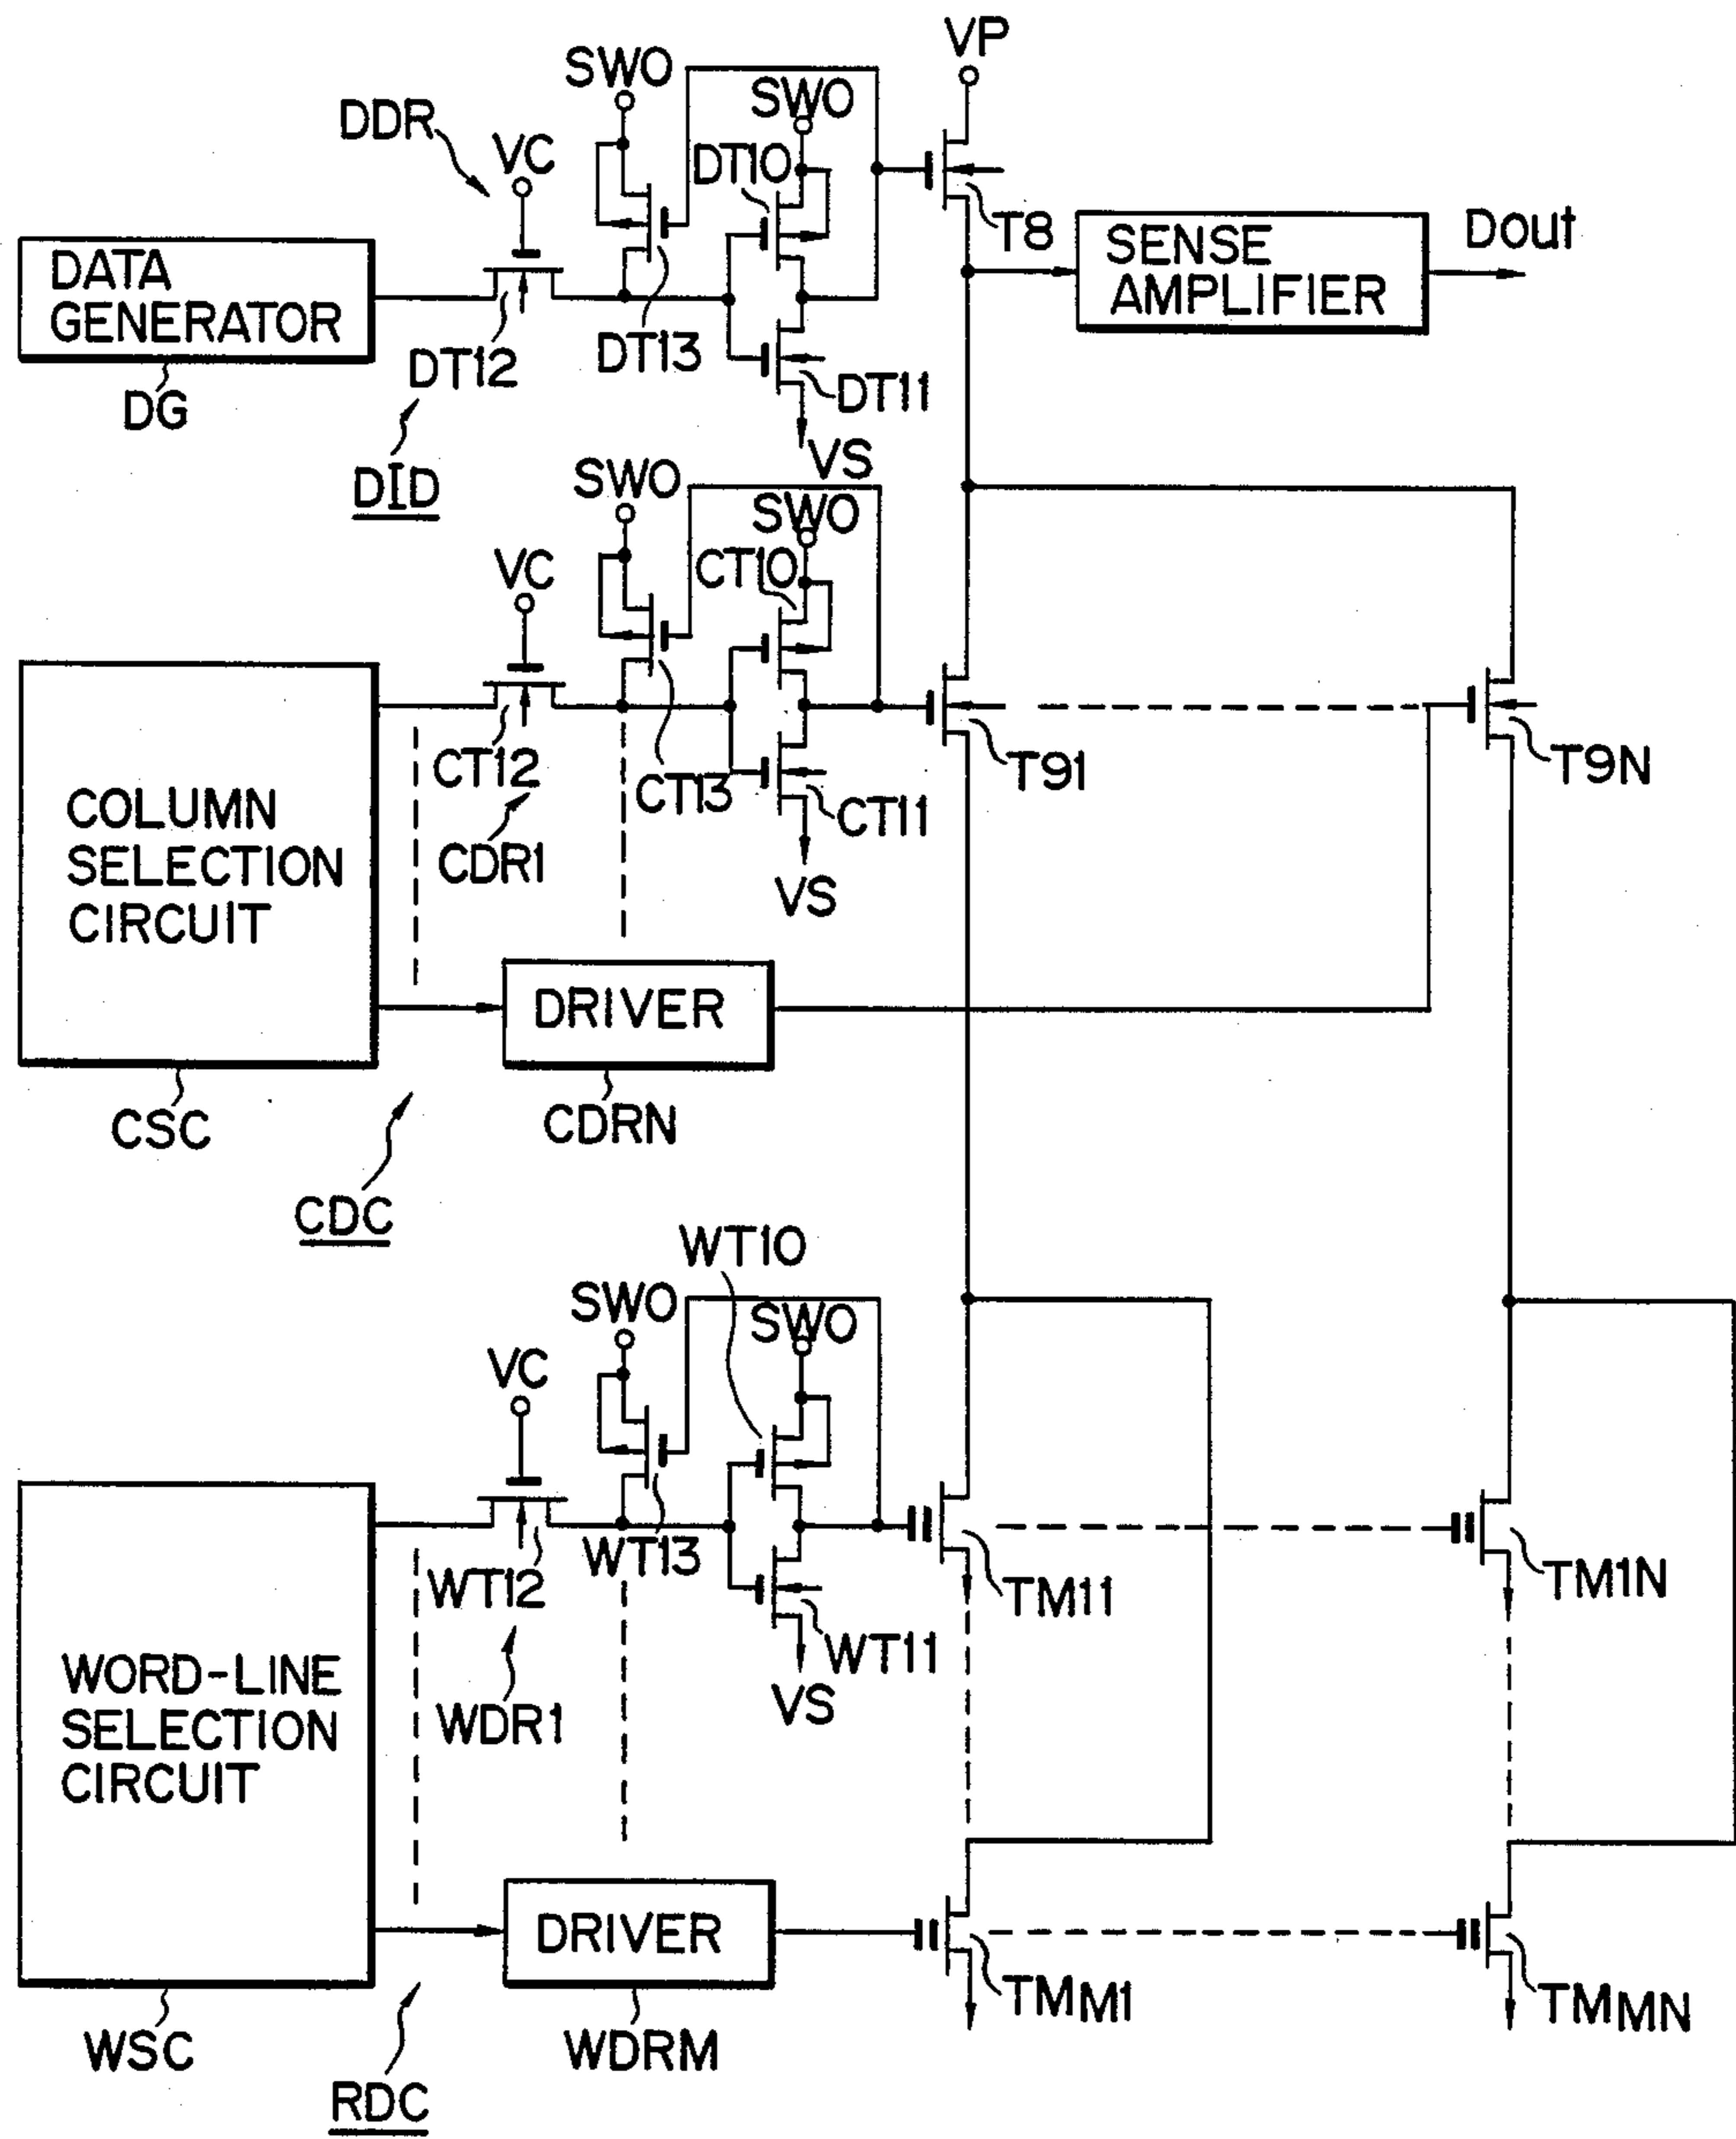 VP
SWO
SWO
DDR
VC
DT10
T8
DATA
GENERATOR
SENSE
AMPLIFIER
Dout
DT12
DT13
DT11
DG
VS
DID
SWO
SWO
VC
CT10
CT12
CT13
CT11
T91
T9N
COLUMN
SELECTION
CIRCUIT
CDR1
VS
DRIVER
CSC
CDRN
CDC
WT10
SWO
SWO
VC
WT12
WT13
TM11
TM1N
WT11
WORD-LINE
SELECTION
CIRCUIT
WDR1
VS
DRIVER
TMM1
TMMN
WSC
WDRM
RDC